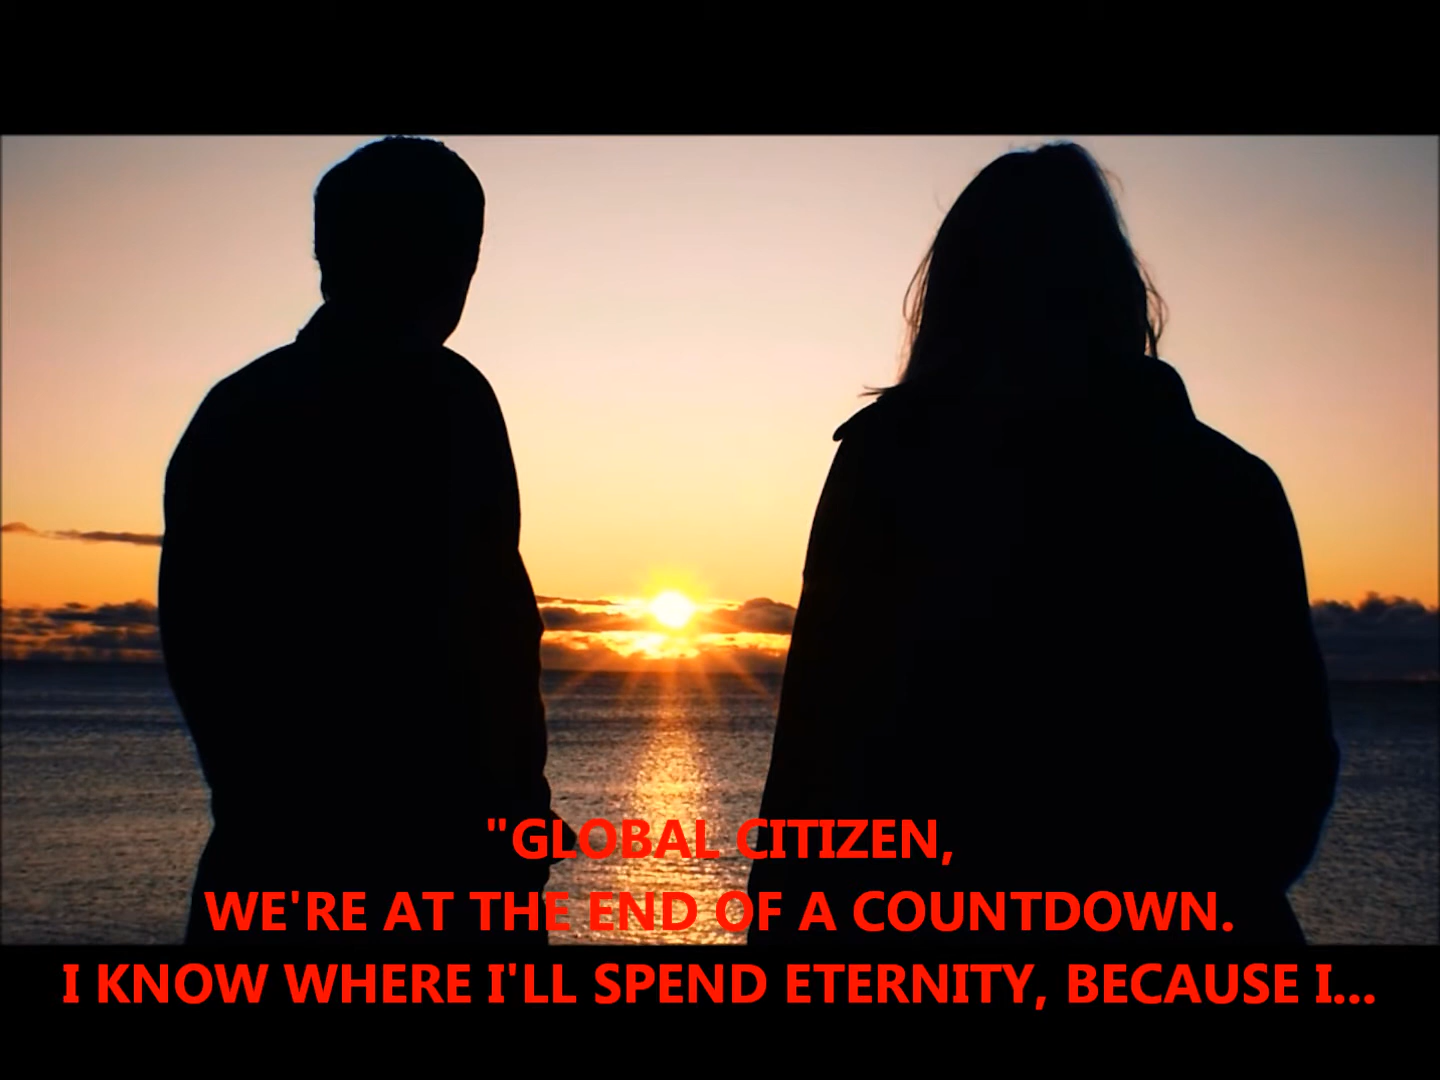 "GLOBAL CITIZEN,
WE'RE AT THE END OF A COUNTDOWN.
I KNOW WHERE I'LL SPEND ETERNITY, BECAUSE I...